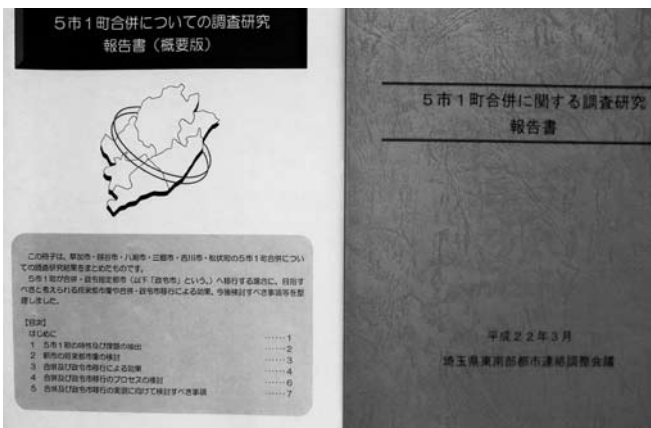 5市1町合併についての調査研究
報告書（概要版）
この冊子は、草加市・越谷市・八潮市・三郷市・吉川市・松伏町の5市1町合併につい
ての調査研究結果をまとめたものです。
5市1町が合併・政令指定都市（以下「政令市」という。）へ移行する場合に、目指す
べきと考えられる将来都市像や合併・政令市移行による効果、今後検討すべき事項等を整
理しました。
【目次】
はじめに ……1
1 5市1町の特性及び課題の抽出 ……2
2 新市の将来都市像の検討 ……3
3 合併及び政令市移行による効果 ……4
4 合併及び政令市移行のプロセスの検討 ……6
5 合併及び政令市移行の実現に向けて検討すべき事項 ……7
5市1町合併に関する調査研究
報告書
平成22年3月
埼玉県東南部都市連絡調整会議